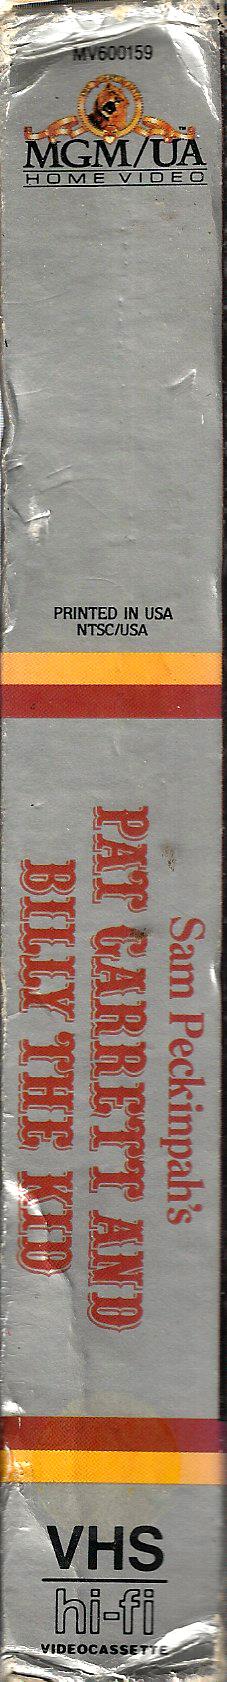 MV600159
MGM/UA
HOME VIDEO
PRINTED IN USA
NTSC/USA
Sam Peckinpah's
PAT GARRETT AND
BILLY THE KID
VHS
hi-fi
VIDEOCASSETTE